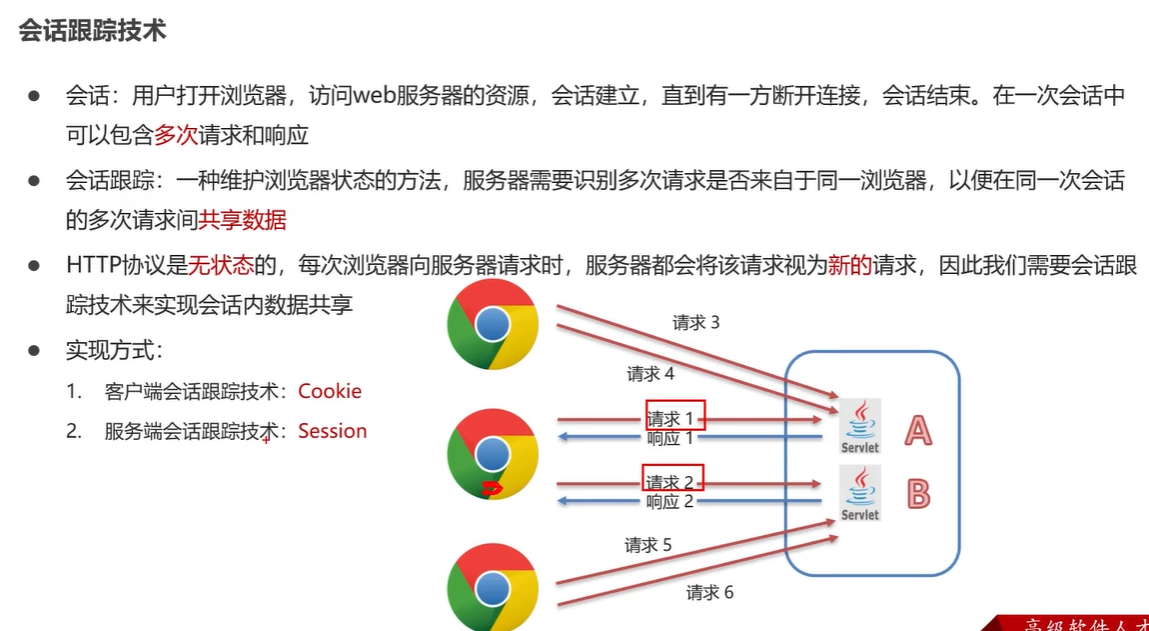 会话跟踪技术
● 会话：用户打开浏览器，访问web服务器的资源，会话建立，直到有一方断开连接，会话结束。在一次会话中
可以包含多次请求和响应
● 会话跟踪：一种维护浏览器状态的方法，服务器需要识别多次请求是否来自于同一浏览器，以便在同一次会话
的多次请求间共享数据
● HTTP协议是无状态的，每次浏览器向服务器请求时，服务器都会将该请求视为新的请求，因此我们需要会话跟
踪技术来实现会话内数据共享
● 实现方式：
1. 客户端会话跟踪技术：Cookie
2. 服务端会话跟踪技术：Session
请求 3
请求 4
请求 1
响应 1
Servlet
A
请求 2
响应 2
Servlet
B
请求 5
请求 6
高级软件人才